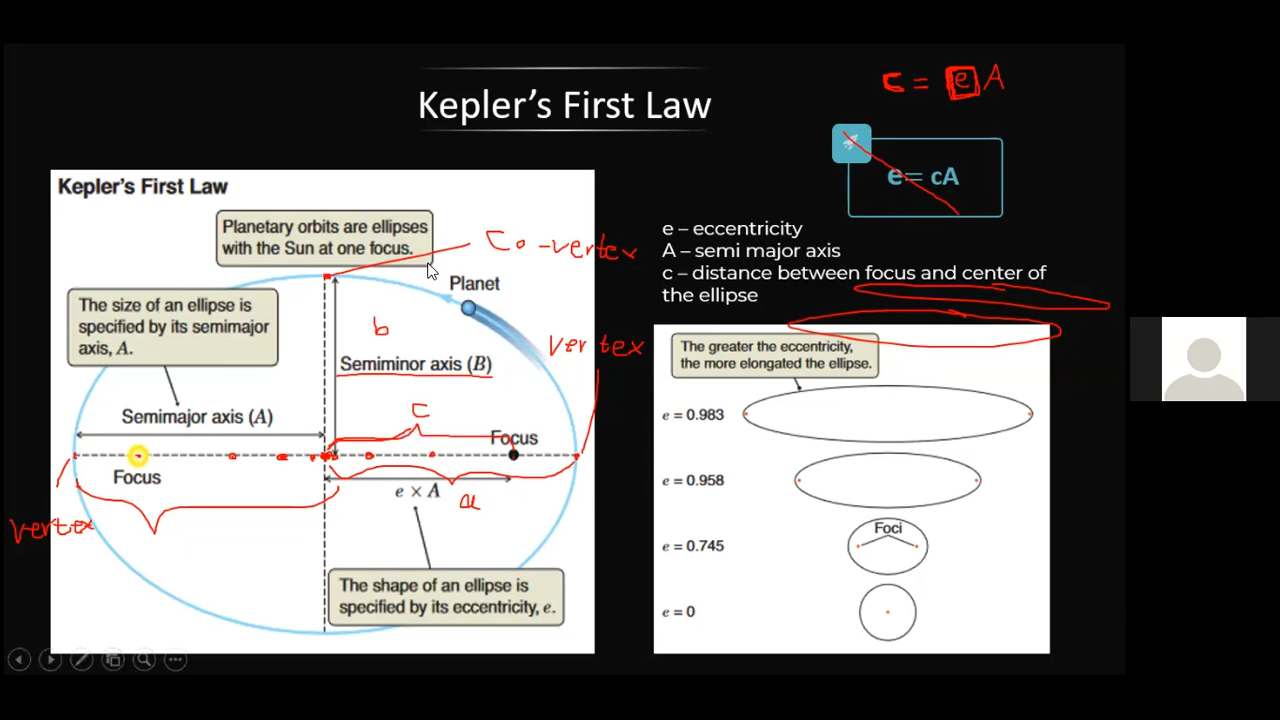 Kepler's First Law
c = e A
e= cA
e – eccentricity
A – semi major axis
c – distance between focus and center of
the ellipse
Kepler's First Law
Planetary orbits are ellipses
with the Sun at one focus.
Co-vertex
Planet
The size of an ellipse is
specified by its semimajor
axis, A.
b
vertex
Semiminor axis (B)
Semimajor axis (A)
c
Focus
Focus
e × A
a
vertex
The shape of an ellipse is
specified by its eccentricity, e.
The greater the eccentricity,
the more elongated the ellipse.
e = 0.983
e = 0.958
Foci
e = 0.745
e = 0